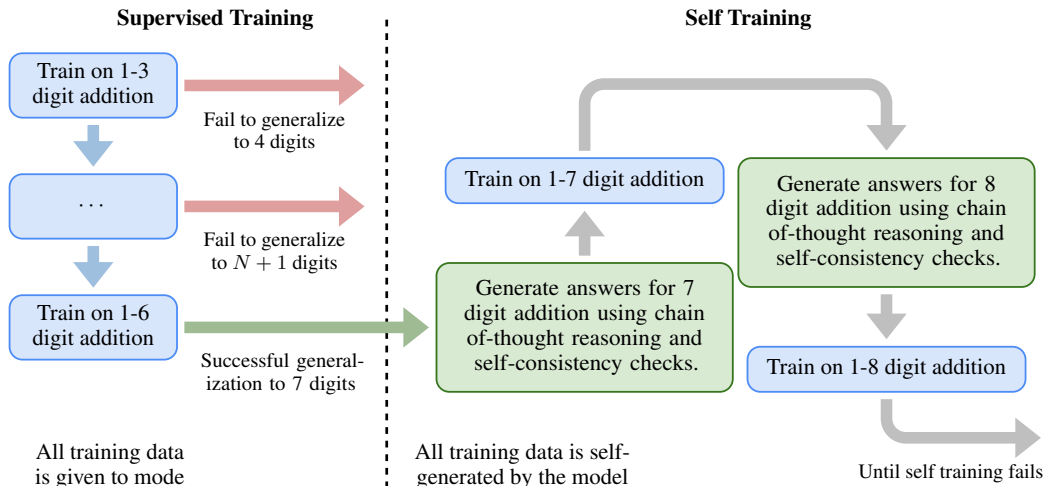 Supervised Training
Train on 1-3
digit addition
Fail to generalize
to 4 digits
...
Fail to generalize
to N + 1 digits
Train on 1-6
digit addition
Successful general-
ization to 7 digits
All training data
is given to mode
Self Training
Generate answers for 7
digit addition using chain
of-thought reasoning and
self-consistency checks.
Train on 1-7 digit addition
Generate answers for 8
digit addition using chain
of-thought reasoning and
self-consistency checks.
Train on 1-8 digit addition
Until self training fails
All training data is self-
generated by the model